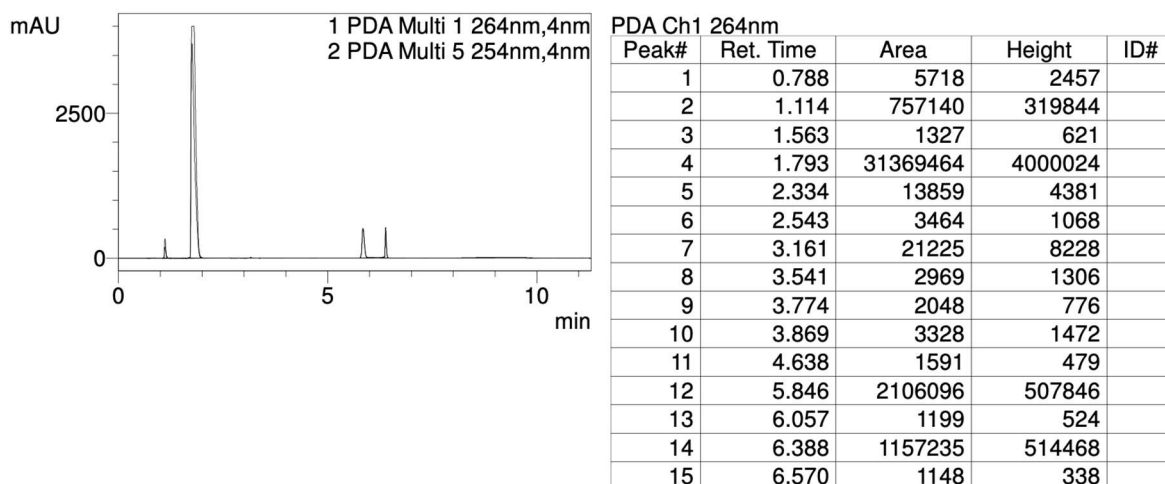 mAU
1 PDA Multi 1 264nm,4nm
2 PDA Multi 5 254nm,4nm
2500
0
0 5 10
min
PDA Ch1 264nm
Peak# Ret. Time Area Height ID#
1 0.788 5718 2457
2 1.114 757140 319844
3 1.563 1327 621
4 1.793 31369464 4000024
5 2.334 13859 4381
6 2.543 3464 1068
7 3.161 21225 8228
8 3.541 2969 1306
9 3.774 2048 776
10 3.869 3328 1472
11 4.638 1591 479
12 5.846 2106096 507846
13 6.057 1199 524
14 6.388 1157235 514468
15 6.570 1148 338